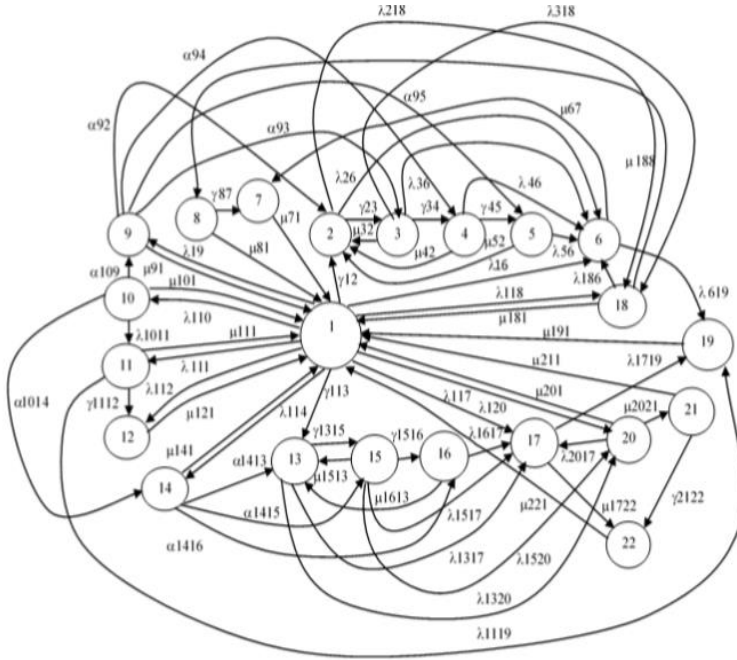 λ218
λ318
α94
α95
μ67
α92
α93
μ188
λ26
λ36
λ46
γ87
7
μ71
γ23
γ34
γ45
8
9
2
μ32
3
4
5
6
μ81
μ42
μ52
λ56
λ19
λ16
λ186
λ619
α109
μ91
μ101
γ12
10
λ118
18
λ110
1
μ181
λ1011
μ111
μ191
19
11
λ111
μ211
λ1719
λ112
γ1112
μ121
γ113
λ117
μ201
α1014
λ114
λ120
μ2021
21
12
γ1315
γ1516
λ1617
17
20
μ141
13
15
16
α1413
μ1513
λ2017
14
μ1613
α1415
λ1517
μ221
μ1722
γ2122
α1416
22
λ1317
λ1520
λ1320
λ1119